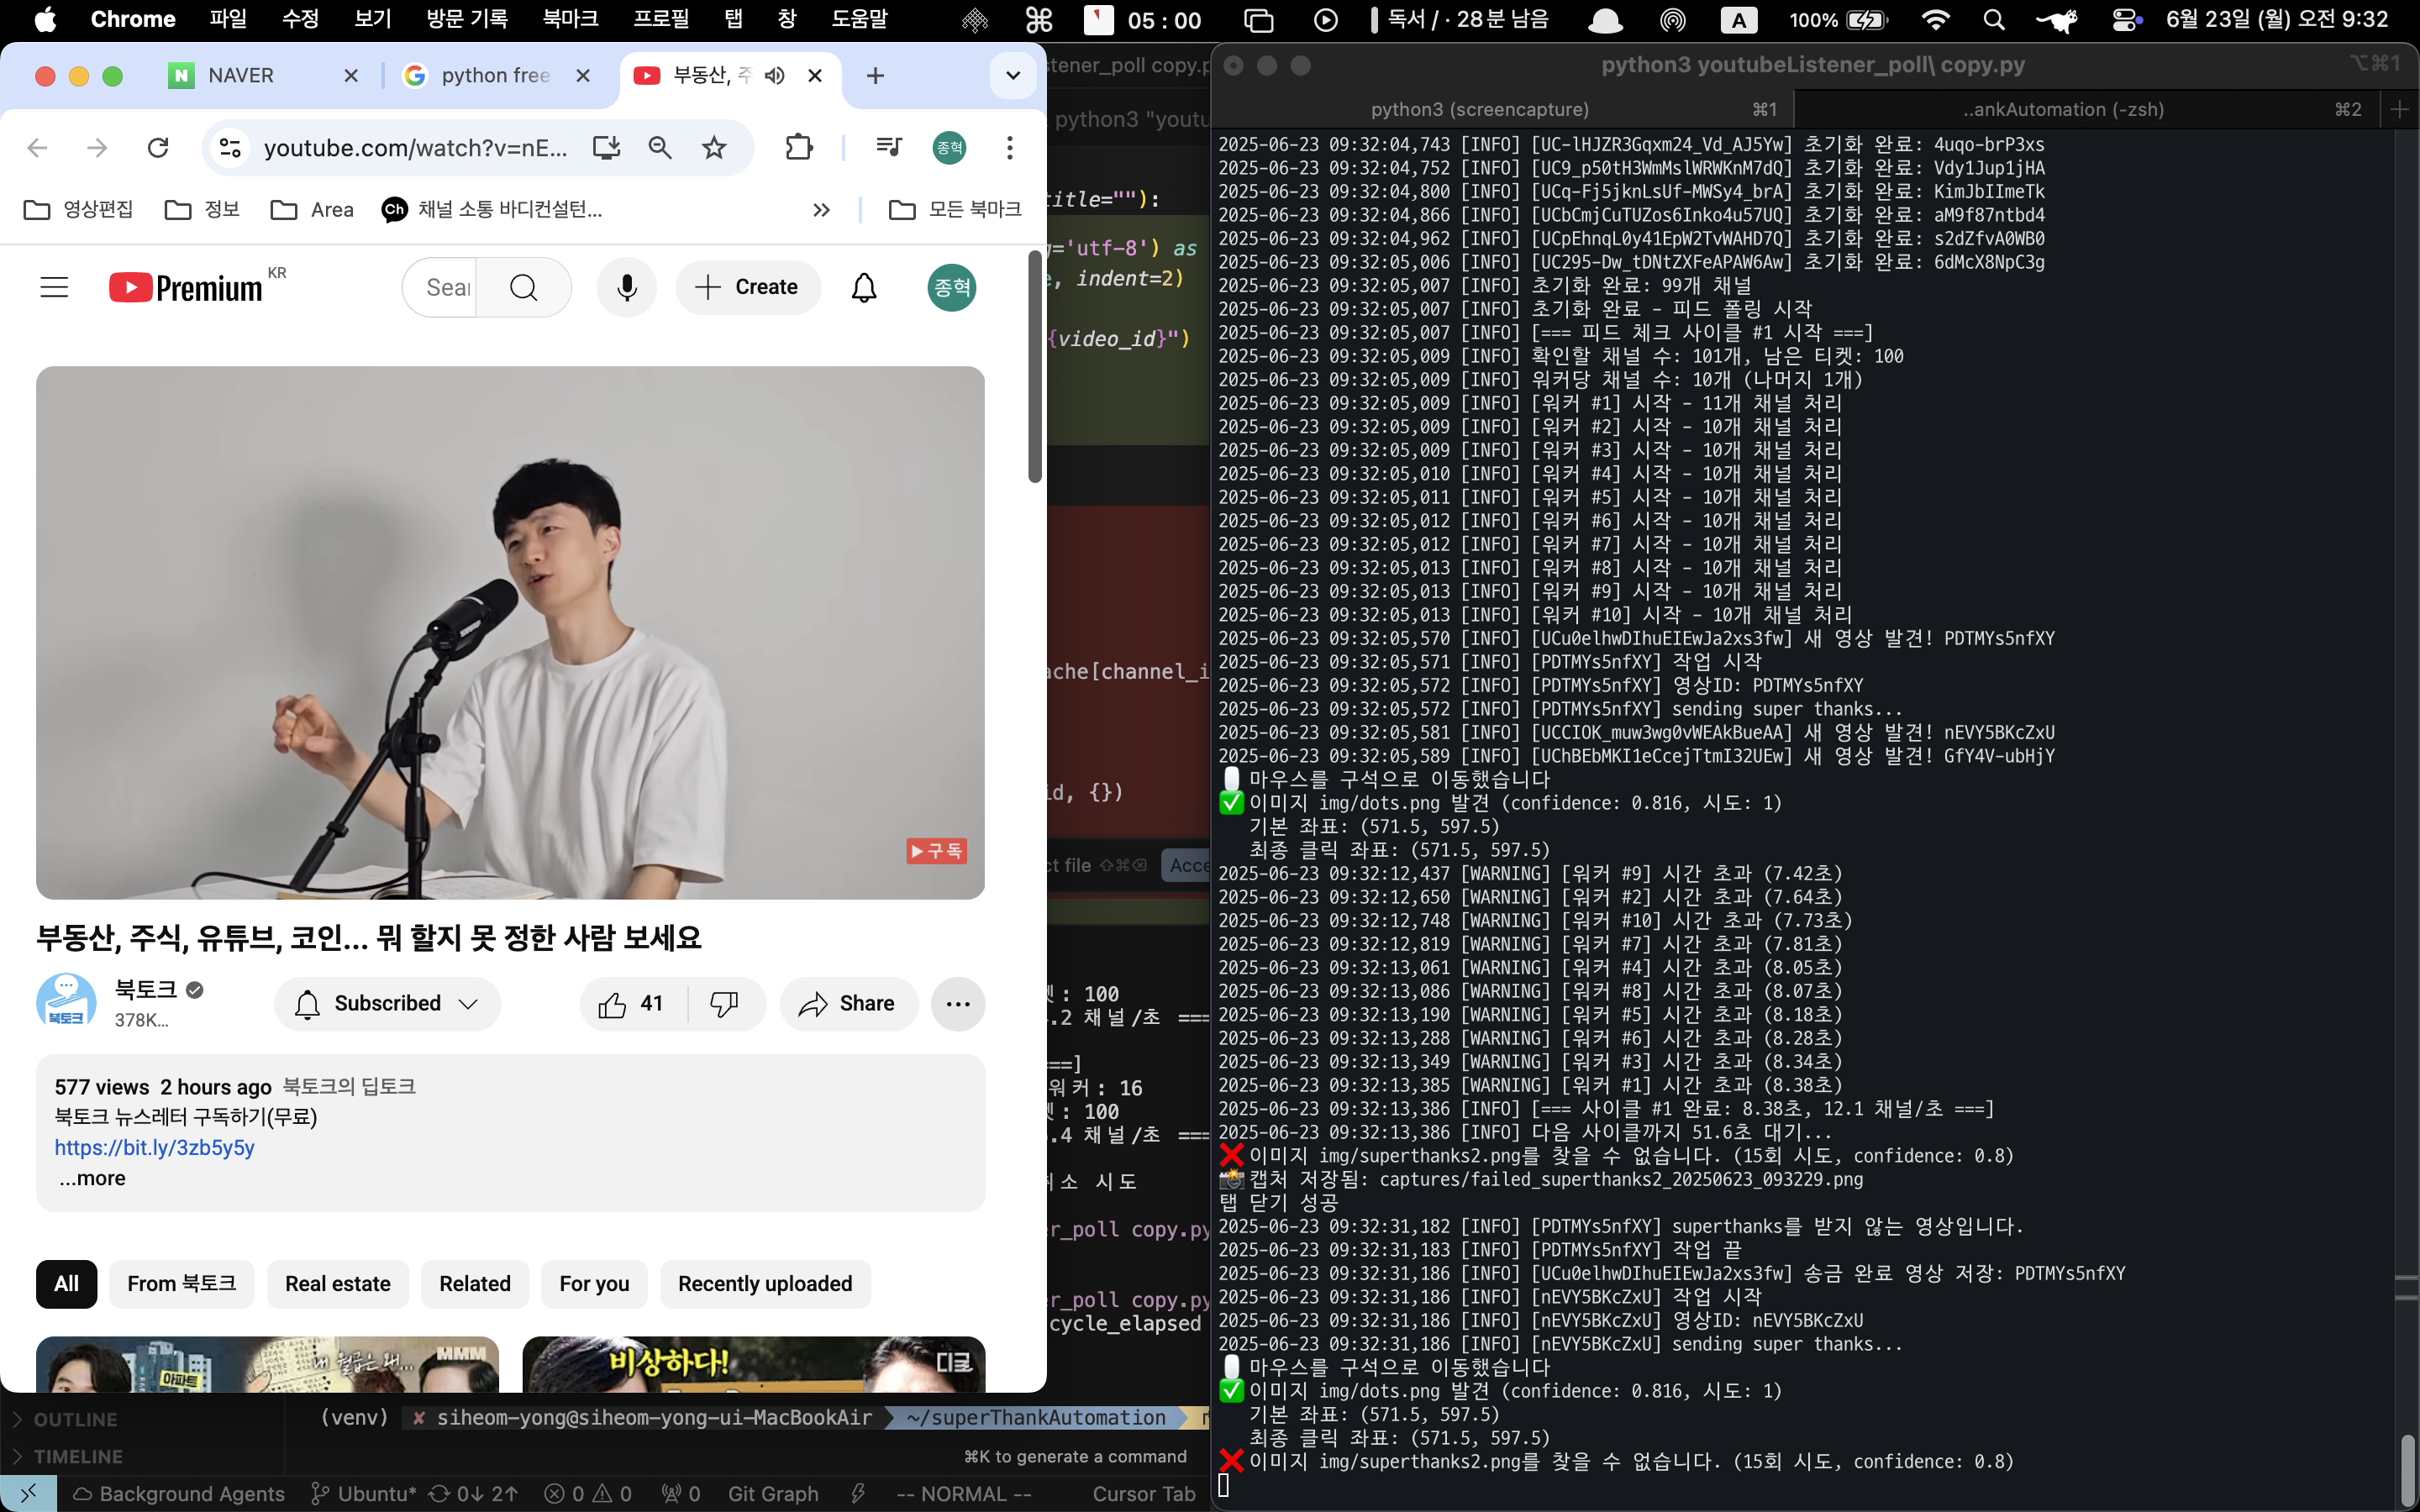 Chrome 파일 수정 보기 방문 기록 북마크 프로필 탭 창 도움말 05 : 00 독서 / · 28분 남음 A 100% 6월 23일 (월) 오전 9:32
NAVER
python free
부동산, 주
youtube.com/watch?v=nE...
종혁
영상편집 정보 Area 채널 소통 바디컨설턴... » 모든 북마크
Premium KR
Create
종혁
구독
부동산, 주식, 유튜브, 코인... 뭐 할지 못 정한 사람 보세요
북토크
378K...
Subscribed
41
Share
577 views 2 hours ago 북토크의 딥토크
북토크 뉴스레터 구독하기(무료)
https://bit.ly/3zb5y5y
...more
All From 북토크 Real estate Related For you Recently uploaded
내 월급은 왜...
아파트
비상하다!
디글
title=""):
='utf-8') as
, indent=2)
{video_id}")
ache[channel_i
id, {})
ct file
: 100
.2 채널/초 ===
==]
워커: 16
: 100
.4 채널/초 ===
취소 시도
er_poll copy.py
er_poll copy.py
cycle_elapsed
OUTLINE
TIMELINE
(venv) ✘ siheom-yong@siheom-yong-ui-MacBookAir ~/superThankAutomation
⌘K to generate a command
Background Agents Ubuntu* 0↓ 2↑ 0 0 0 Git Graph -- NORMAL -- Cursor Tab
python3 youtubeListener_poll\ copy.py ⌥⌘1
python3 (screencapture) ⌘1 ..ankAutomation (-zsh) ⌘2
2025-06-23 09:32:04,743 [INFO] [UC-lHJZR3Gqxm24_Vd_AJ5Yw] 초기화 완료: 4uqo-brP3xs
2025-06-23 09:32:04,752 [INFO] [UC9_p50tH3WmMslWRWKnM7dQ] 초기화 완료: Vdy1Jup1jHA
2025-06-23 09:32:04,800 [INFO] [UCq-Fj5jknLsUf-MWSy4_brA] 초기화 완료: KimJbIImeTk
2025-06-23 09:32:04,866 [INFO] [UCbCmjCuTUZos6Inko4u57UQ] 초기화 완료: aM9f87ntbd4
2025-06-23 09:32:04,962 [INFO] [UCpEhnqL0y41EpW2TvWAHD7Q] 초기화 완료: s2dZfvA0WB0
2025-06-23 09:32:05,006 [INFO] [UC295-Dw_tDNtZXFeAPAW6Aw] 초기화 완료: 6dMcX8NpC3g
2025-06-23 09:32:05,007 [INFO] 초기화 완료: 99개 채널
2025-06-23 09:32:05,007 [INFO] 초기화 완료 - 피드 폴링 시작
2025-06-23 09:32:05,007 [INFO] [=== 피드 체크 사이클 #1 시작 ===]
2025-06-23 09:32:05,009 [INFO] 확인할 채널 수: 101개, 남은 티켓: 100
2025-06-23 09:32:05,009 [INFO] 워커당 채널 수: 10개 (나머지 1개)
2025-06-23 09:32:05,009 [INFO] [워커 #1] 시작 - 11개 채널 처리
2025-06-23 09:32:05,009 [INFO] [워커 #2] 시작 - 10개 채널 처리
2025-06-23 09:32:05,009 [INFO] [워커 #3] 시작 - 10개 채널 처리
2025-06-23 09:32:05,010 [INFO] [워커 #4] 시작 - 10개 채널 처리
2025-06-23 09:32:05,011 [INFO] [워커 #5] 시작 - 10개 채널 처리
2025-06-23 09:32:05,012 [INFO] [워커 #6] 시작 - 10개 채널 처리
2025-06-23 09:32:05,012 [INFO] [워커 #7] 시작 - 10개 채널 처리
2025-06-23 09:32:05,013 [INFO] [워커 #8] 시작 - 10개 채널 처리
2025-06-23 09:32:05,013 [INFO] [워커 #9] 시작 - 10개 채널 처리
2025-06-23 09:32:05,013 [INFO] [워커 #10] 시작 - 10개 채널 처리
2025-06-23 09:32:05,570 [INFO] [UCu0elhwDIhuEIEwJa2xs3fw] 새 영상 발견! PDTMYs5nfXY
2025-06-23 09:32:05,571 [INFO] [PDTMYs5nfXY] 작업 시작
2025-06-23 09:32:05,572 [INFO] [PDTMYs5nfXY] 영상ID: PDTMYs5nfXY
2025-06-23 09:32:05,572 [INFO] [PDTMYs5nfXY] sending super thanks...
2025-06-23 09:32:05,581 [INFO] [UCCIOK_muw3wg0vWEAkBueAA] 새 영상 발견! nEVY5BKcZxU
2025-06-23 09:32:05,589 [INFO] [UChBEbMKI1eCcejTtmI32UEw] 새 영상 발견! GfY4V-ubHjY
마우스를 구석으로 이동했습니다
✅ 이미지 img/dots.png 발견 (confidence: 0.816, 시도: 1)
기본 좌표: (571.5, 597.5)
최종 클릭 좌표: (571.5, 597.5)
2025-06-23 09:32:12,437 [WARNING] [워커 #9] 시간 초과 (7.42초)
2025-06-23 09:32:12,650 [WARNING] [워커 #2] 시간 초과 (7.64초)
2025-06-23 09:32:12,748 [WARNING] [워커 #10] 시간 초과 (7.73초)
2025-06-23 09:32:12,819 [WARNING] [워커 #7] 시간 초과 (7.81초)
2025-06-23 09:32:13,061 [WARNING] [워커 #4] 시간 초과 (8.05초)
2025-06-23 09:32:13,086 [WARNING] [워커 #8] 시간 초과 (8.07초)
2025-06-23 09:32:13,190 [WARNING] [워커 #5] 시간 초과 (8.18초)
2025-06-23 09:32:13,288 [WARNING] [워커 #6] 시간 초과 (8.28초)
2025-06-23 09:32:13,349 [WARNING] [워커 #3] 시간 초과 (8.34초)
2025-06-23 09:32:13,385 [WARNING] [워커 #1] 시간 초과 (8.38초)
2025-06-23 09:32:13,386 [INFO] [=== 사이클 #1 완료: 8.38초, 12.1 채널/초 ===]
2025-06-23 09:32:13,386 [INFO] 다음 사이클까지 51.6초 대기...
❌ 이미지 img/superthanks2.png를 찾을 수 없습니다. (15회 시도, confidence: 0.8)
📸 캡처 저장됨: captures/failed_superthanks2_20250623_093229.png
탭 닫기 성공
2025-06-23 09:32:31,182 [INFO] [PDTMYs5nfXY] superthanks를 받지 않는 영상입니다.
2025-06-23 09:32:31,183 [INFO] [PDTMYs5nfXY] 작업 끝
2025-06-23 09:32:31,186 [INFO] [UCu0elhwDIhuEIEwJa2xs3fw] 송금 완료 영상 저장: PDTMYs5nfXY
2025-06-23 09:32:31,186 [INFO] [nEVY5BKcZxU] 작업 시작
2025-06-23 09:32:31,186 [INFO] [nEVY5BKcZxU] 영상ID: nEVY5BKcZxU
2025-06-23 09:32:31,186 [INFO] [nEVY5BKcZxU] sending super thanks...
마우스를 구석으로 이동했습니다
✅ 이미지 img/dots.png 발견 (confidence: 0.816, 시도: 1)
기본 좌표: (571.5, 597.5)
최종 클릭 좌표: (571.5, 597.5)
❌ 이미지 img/superthanks2.png를 찾을 수 없습니다. (15회 시도, confidence: 0.8)